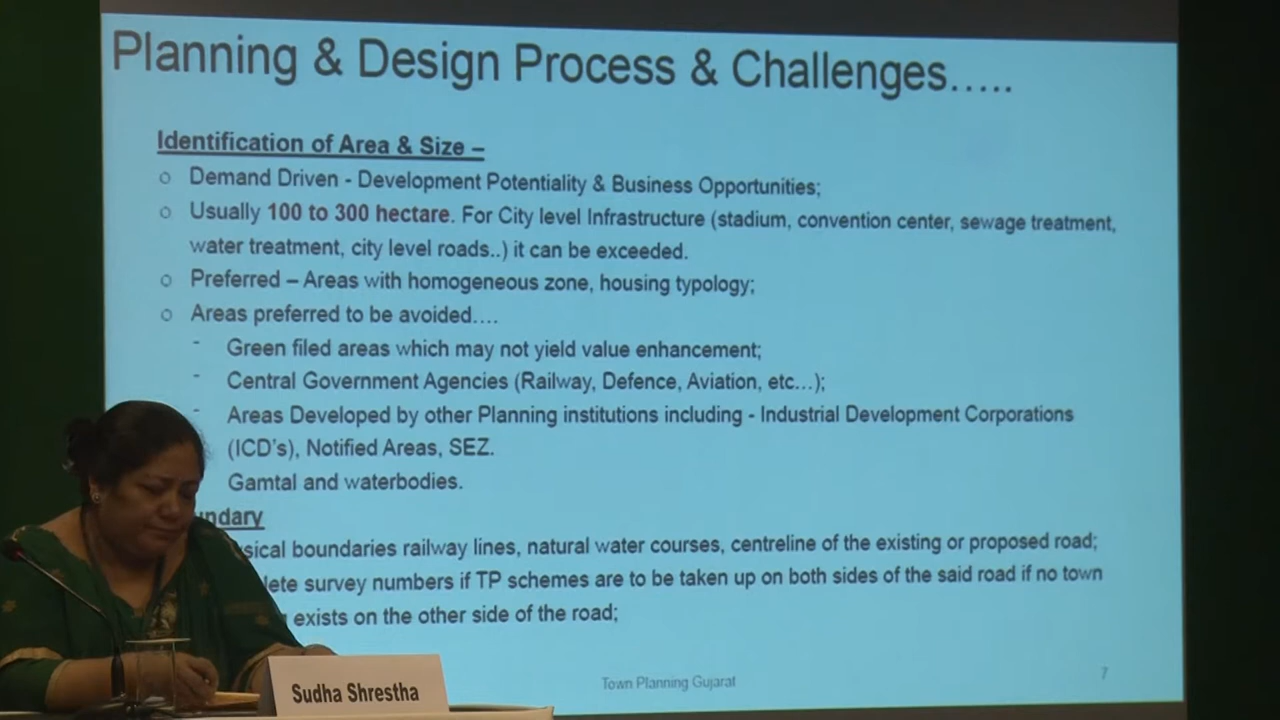 Planning & Design Process & Challenges.....
Identification of Area & Size –
o Demand Driven - Development Potentiality & Business Opportunities;
o Usually 100 to 300 hectare. For City level Infrastructure (stadium, convention center, sewage treatment,
water treatment, city level roads..) it can be exceeded.
o Preferred – Areas with homogeneous zone, housing typology;
o Areas preferred to be avoided....
- Green filed areas which may not yield value enhancement;
- Central Government Agencies (Railway, Defence, Aviation, etc...);
- Areas Developed by other Planning institutions including - Industrial Development Corporations
(ICD's), Notified Areas, SEZ.
Gamtal and waterbodies.
ndary
sical boundaries railway lines, natural water courses, centreline of the existing or proposed road;
lete survey numbers if TP schemes are to be taken up on both sides of the said road if no town
exists on the other side of the road;
Town Planning Gujarat
7
Sudha Shrestha